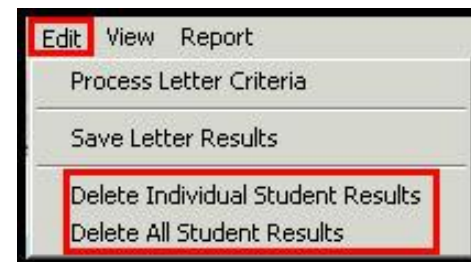 Edit View Report
Process Letter Criteria
Save Letter Results
Delete Individual Student Results
Delete All Student Results